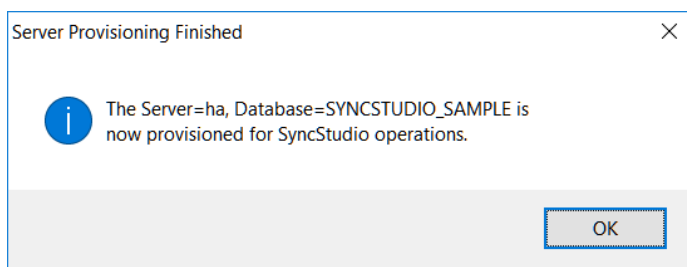 Server Provisioning Finished
The Server=ha, Database=SYNCSTUDIO_SAMPLE is
now provisioned for SyncStudio operations.
OK